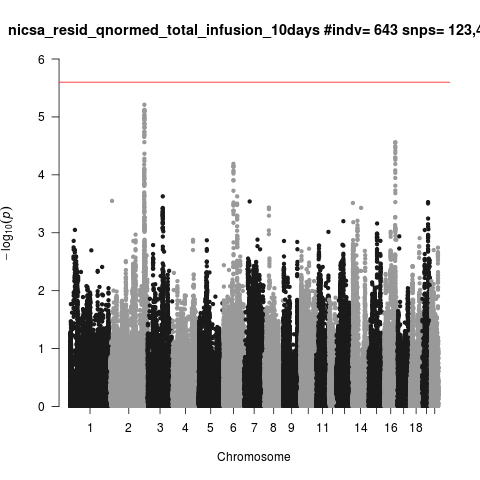 nicsa_resid_qnormed_total_infusion_10days #indv= 643 snps= 123,4
6
5
4
3
2
1
0
−log10(p)
1 2 3 4 5 6 7 8 9 11 14 16 18
Chromosome